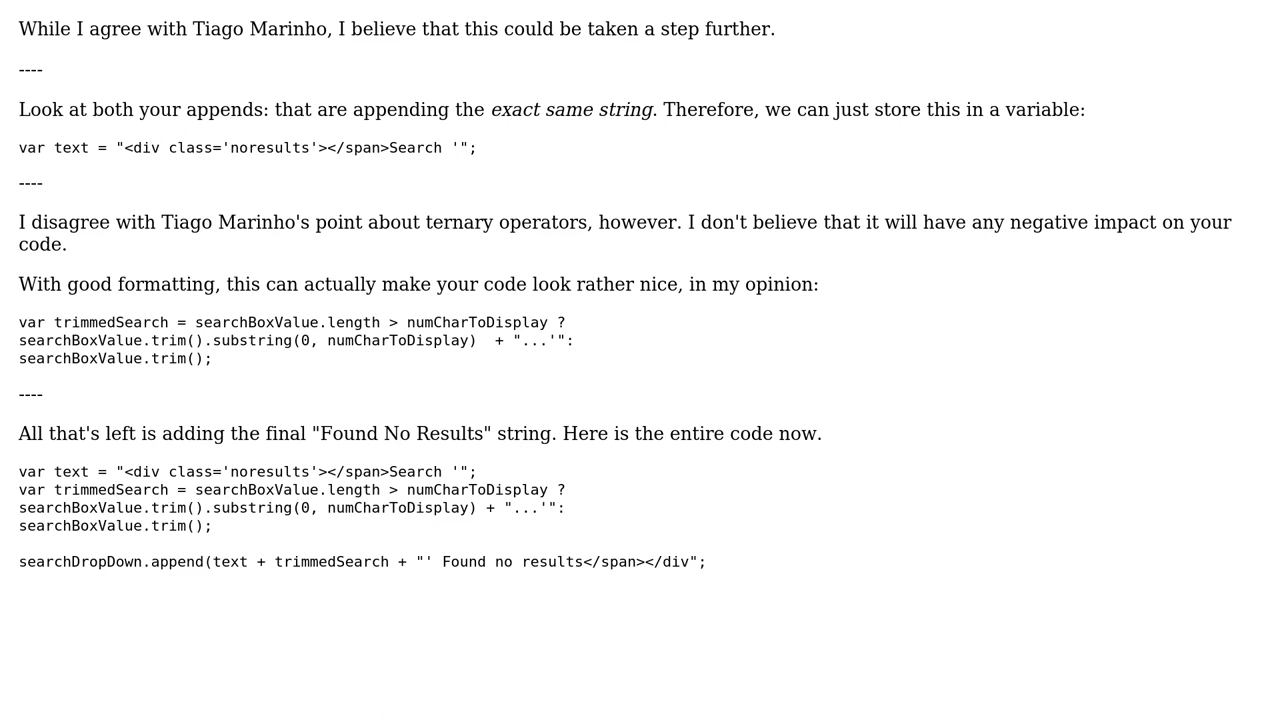 While I agree with Tiago Marinho, I believe that this could be taken a step further.
----
Look at both your appends: that are appending the exact same string. Therefore, we can just store this in a variable:
var text = "<div class='noresults'></span>Search '";
----
I disagree with Tiago Marinho's point about ternary operators, however. I don't believe that it will have any negative impact on your
code.
With good formatting, this can actually make your code look rather nice, in my opinion:
var trimmedSearch = searchBoxValue.length > numCharToDisplay ?
searchBoxValue.trim().substring(0, numCharToDisplay)  + "...'":
searchBoxValue.trim();
----
All that's left is adding the final "Found No Results" string. Here is the entire code now.
var text = "<div class='noresults'></span>Search '";
var trimmedSearch = searchBoxValue.length > numCharToDisplay ?
searchBoxValue.trim().substring(0, numCharToDisplay) + "...'":
searchBoxValue.trim();
searchDropDown.append(text + trimmedSearch + "' Found no results</span></div";